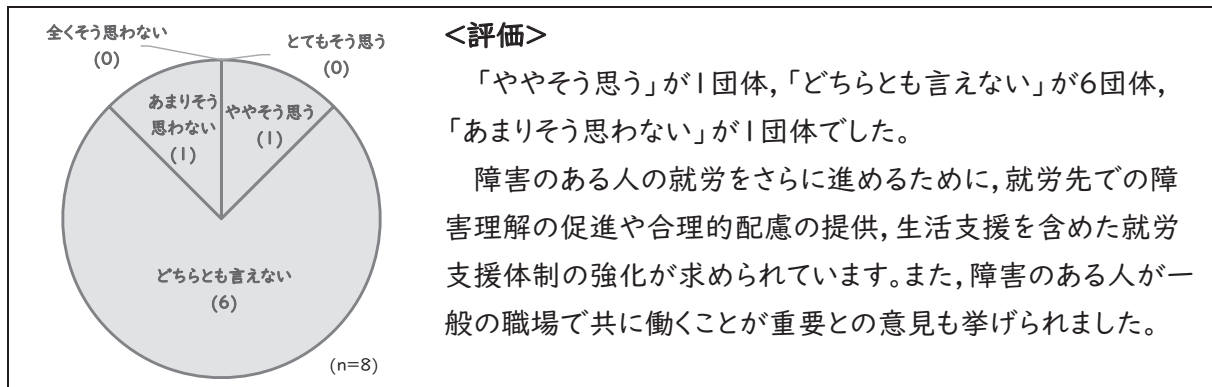 全くそう思わない
(0)
とてもそう思う
(0)
あまりそう
思わない
(1)
ややそう思う
(1)
どちらとも言えない
(6)
(n=8)
<評価>
「ややそう思う」が1団体,「どちらとも言えない」が6団体,
「あまりそう思わない」が1団体でした。
障害のある人の就労をさらに進めるために,就労先での障
害理解の促進や合理的配慮の提供,生活支援を含めた就労
支援体制の強化が求められています。また,障害のある人が一
般の職場で共に働くことが重要との意見も挙げられました。